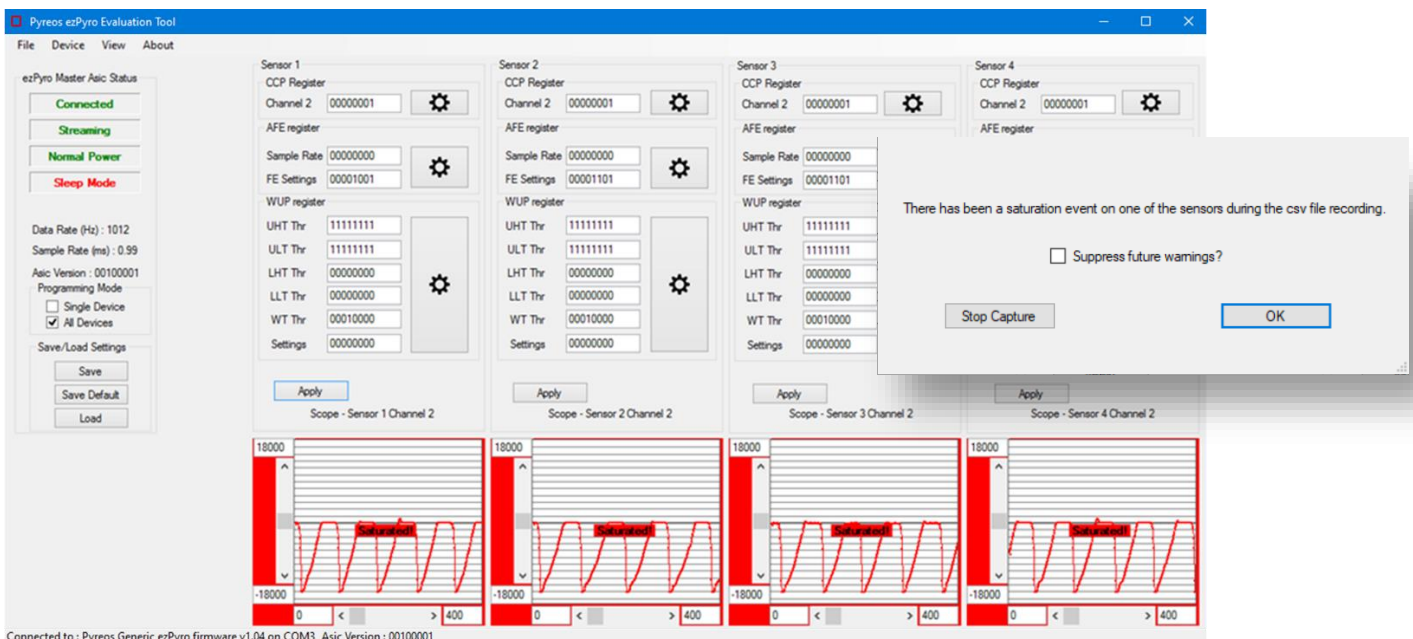 Pyreos ezPyro Evaluation Tool
File Device View About
ezPyro Master Asic Status
Connected
Streaming
Normal Power
Sleep Mode
Data Rate (Hz) : 1012
Sample Rate (ms) : 0.99
Asic Version : 00100001
Programming Mode
Single Device
All Devices
Save/Load Settings
Save
Save Default
Load
Sensor 1
CCP Register
Channel 2 00000001
AFE register
Sample Rate 00000000
FE Settings 00001001
WUP register
UHT Thr 11111111
ULT Thr 11111111
LHT Thr 00000000
LLT Thr 00000000
WT Thr 00010000
Settings 00000000
Apply
Scope - Sensor 1 Channel 2
18000
Saturated!
-18000
0 < > 400
Sensor 2
CCP Register
Channel 2 00000001
AFE register
Sample Rate 00000000
FE Settings 00001101
WUP register
UHT Thr 11111111
ULT Thr 11111111
LHT Thr 00000000
LLT Thr 00000000
WT Thr 00010000
Settings 00000000
Apply
Scope - Sensor 2 Channel 2
18000
Saturated!
-18000
0 < > 400
Sensor 3
CCP Register
Channel 2 00000001
AFE register
Sample Rate 00000000
FE Settings 00001101
WUP register
UHT Thr 11111111
ULT Thr 11111111
LHT Thr 00000000
LLT Thr 00000000
WT Thr 00010000
Settings 00000000
Apply
Scope - Sensor 3 Channel 2
18000
Saturated!
-18000
0 < > 400
Sensor 4
CCP Register
Channel 2 00000001
AFE register
Apply
Scope - Sensor 4 Channel 2
18000
Saturated!
-18000
0 < > 400
There has been a saturation event on one of the sensors during the csv file recording.
Suppress future warnings?
Stop Capture
OK
Connected to : Pyreos Generic ezPyro firmware v1.04 on COM3. Asic Version : 00100001